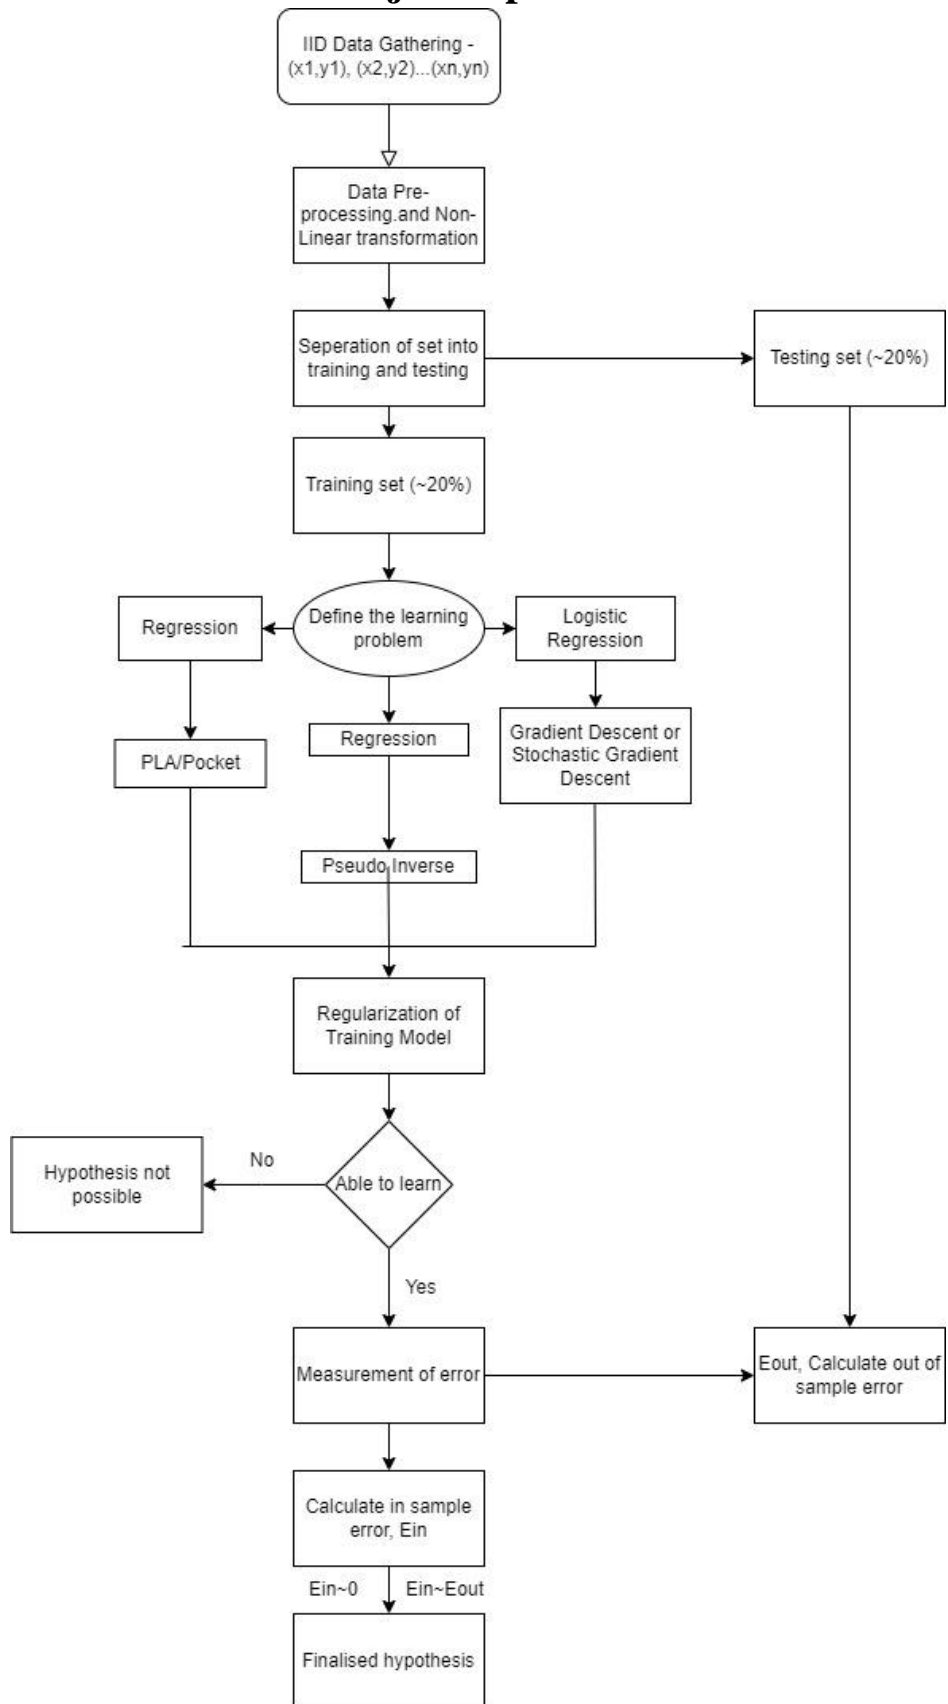 IID Data Gathering -
(x1,y1), (x2,y2)...(xn,yn)
Data Pre-
processing.and Non-
Linear transformation
Seperation of set into
training and testing
Testing set (~20%)
Training set (~20%)
Define the learning
problem
Regression
Logistic
Regression
Regression
PLA/Pocket
Gradient Descent or
Stochastic Gradient
Descent
Pseudo Inverse
Regularization of
Training Model
Able to learn
No
Hypothesis not
possible
Yes
Measurement of error
Eout, Calculate out of
sample error
Calculate in sample
error, Ein
Ein~0
Ein~Eout
Finalised hypothesis